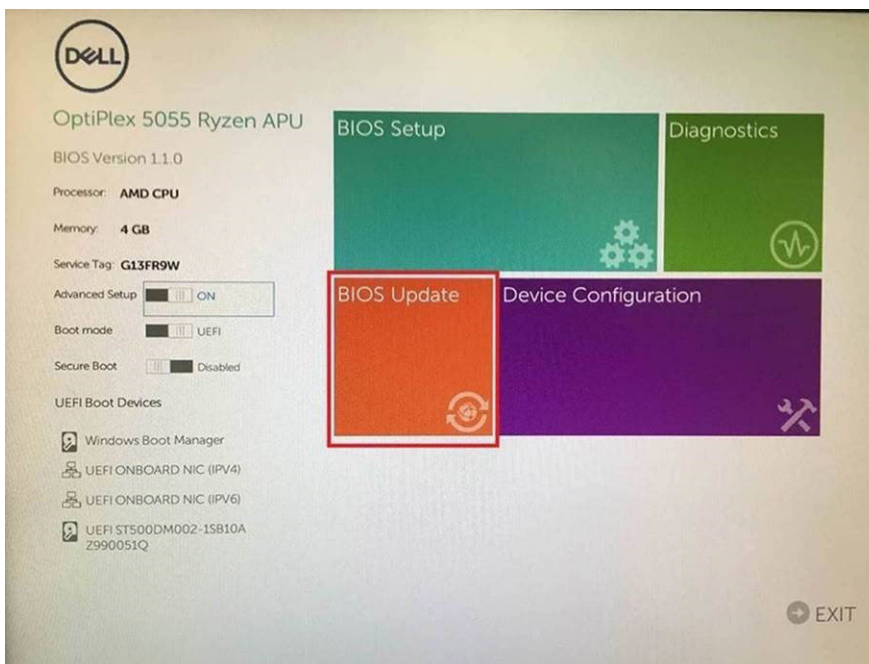 DELL
OptiPlex 5055 Ryzen APU
BIOS Version 1.1.0
Processor: AMD CPU
Memory: 4 GB
Service Tag: G13FR9W
Advanced Setup ON
Boot mode UEFI
Secure Boot Disabled
UEFI Boot Devices
Windows Boot Manager
UEFI ONBOARD NIC (IPV4)
UEFI ONBOARD NIC (IPV6)
UEFI ST500DM002-1SB10A
Z990051Q
BIOS Setup
Diagnostics
BIOS Update
Device Configuration
EXIT